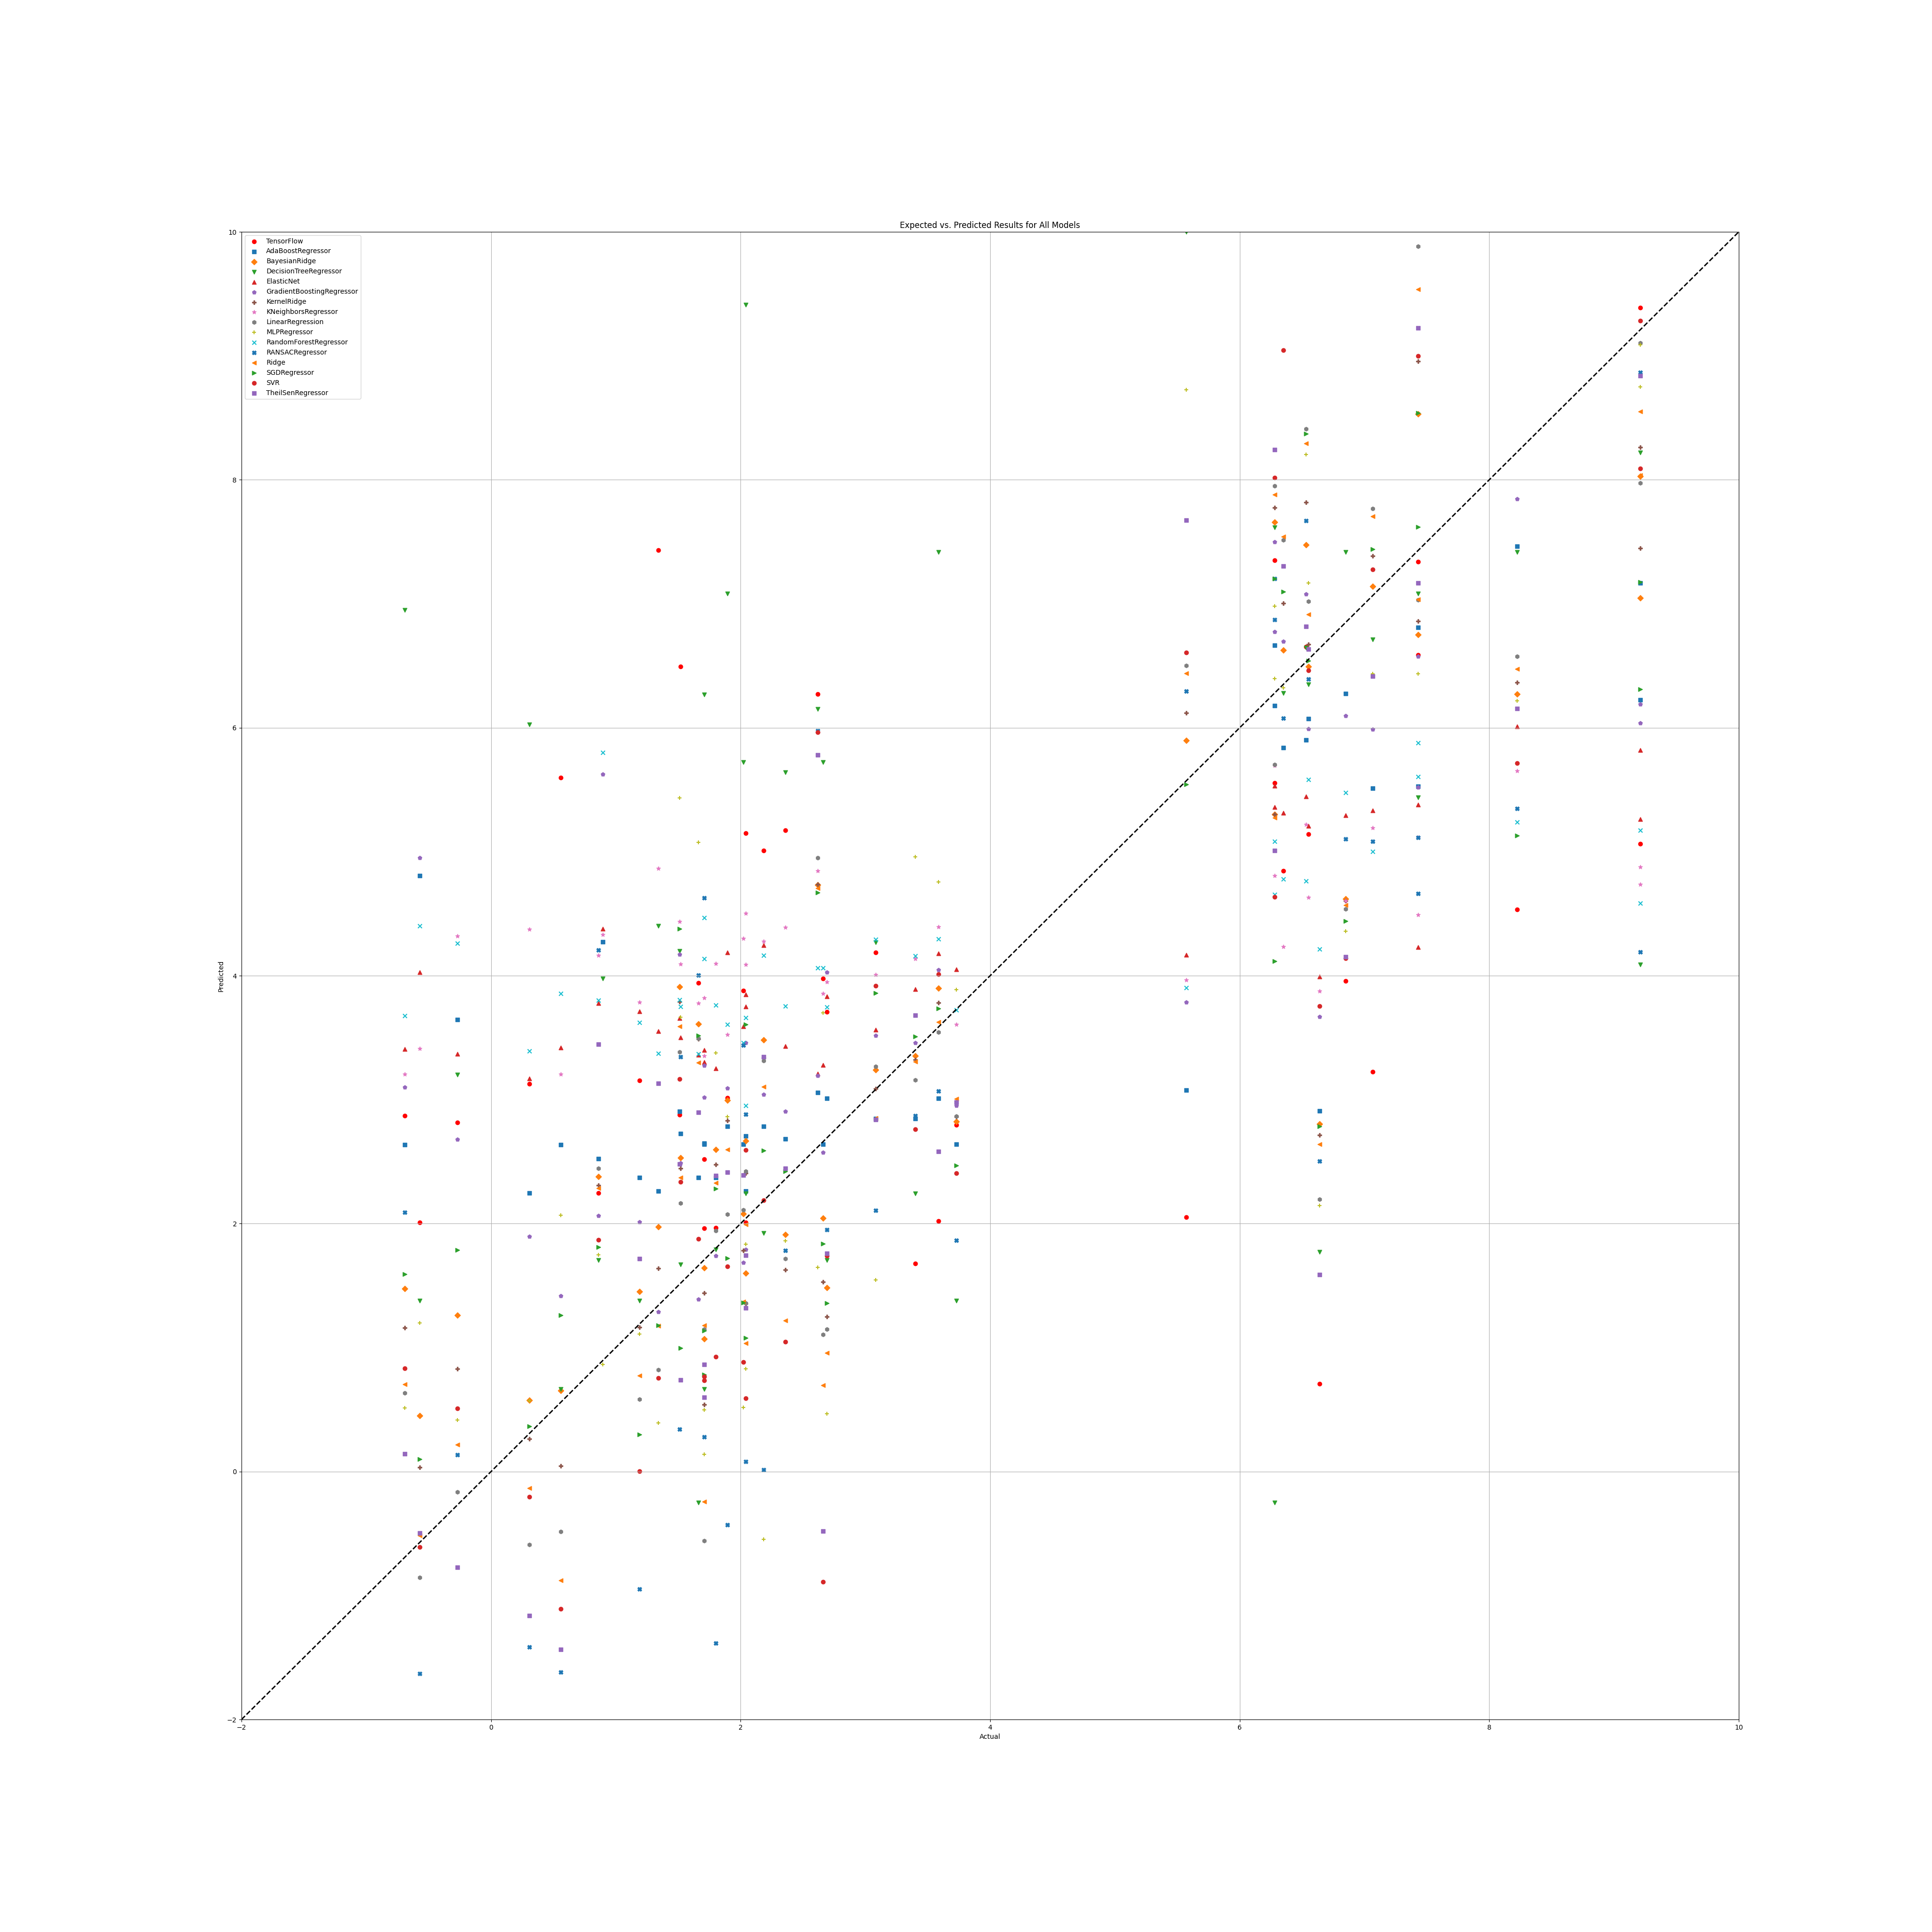 Expected vs. Predicted Results for All Models
10
TensorFlow
AdaBoostRegressor
BayesianRidge
DecisionTreeRegressor
ElasticNet
GradientBoostingRegressor
KernelRidge
KNeighborsRegressor
LinearRegression
MLPRegressor
RandomForestRegressor
RANSACRegressor
Ridge
SGDRegressor
SVR
TheilSenRegressor
8
6
4
Predicted
2
0
−2
−2
0
2
4
6
8
10
Actual